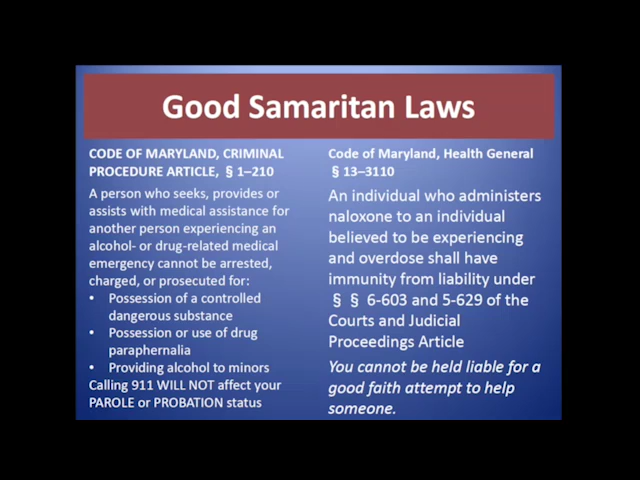 Good Samaritan Laws
CODE OF MARYLAND, CRIMINAL
PROCEDURE ARTICLE, § 1–210
A person who seeks, provides or
assists with medical assistance for
another person experiencing an
alcohol- or drug-related medical
emergency cannot be arrested,
charged, or prosecuted for:
• Possession of a controlled
dangerous substance
• Possession or use of drug
paraphernalia
• Providing alcohol to minors
Calling 911 WILL NOT affect your
PAROLE or PROBATION status
Code of Maryland, Health General
§ 13–3110
An individual who administers
naloxone to an individual
believed to be experiencing
and overdose shall have
immunity from liability under
§ § 6-603 and 5-629 of the
Courts and Judicial
Proceedings Article
You cannot be held liable for a
good faith attempt to help
someone.